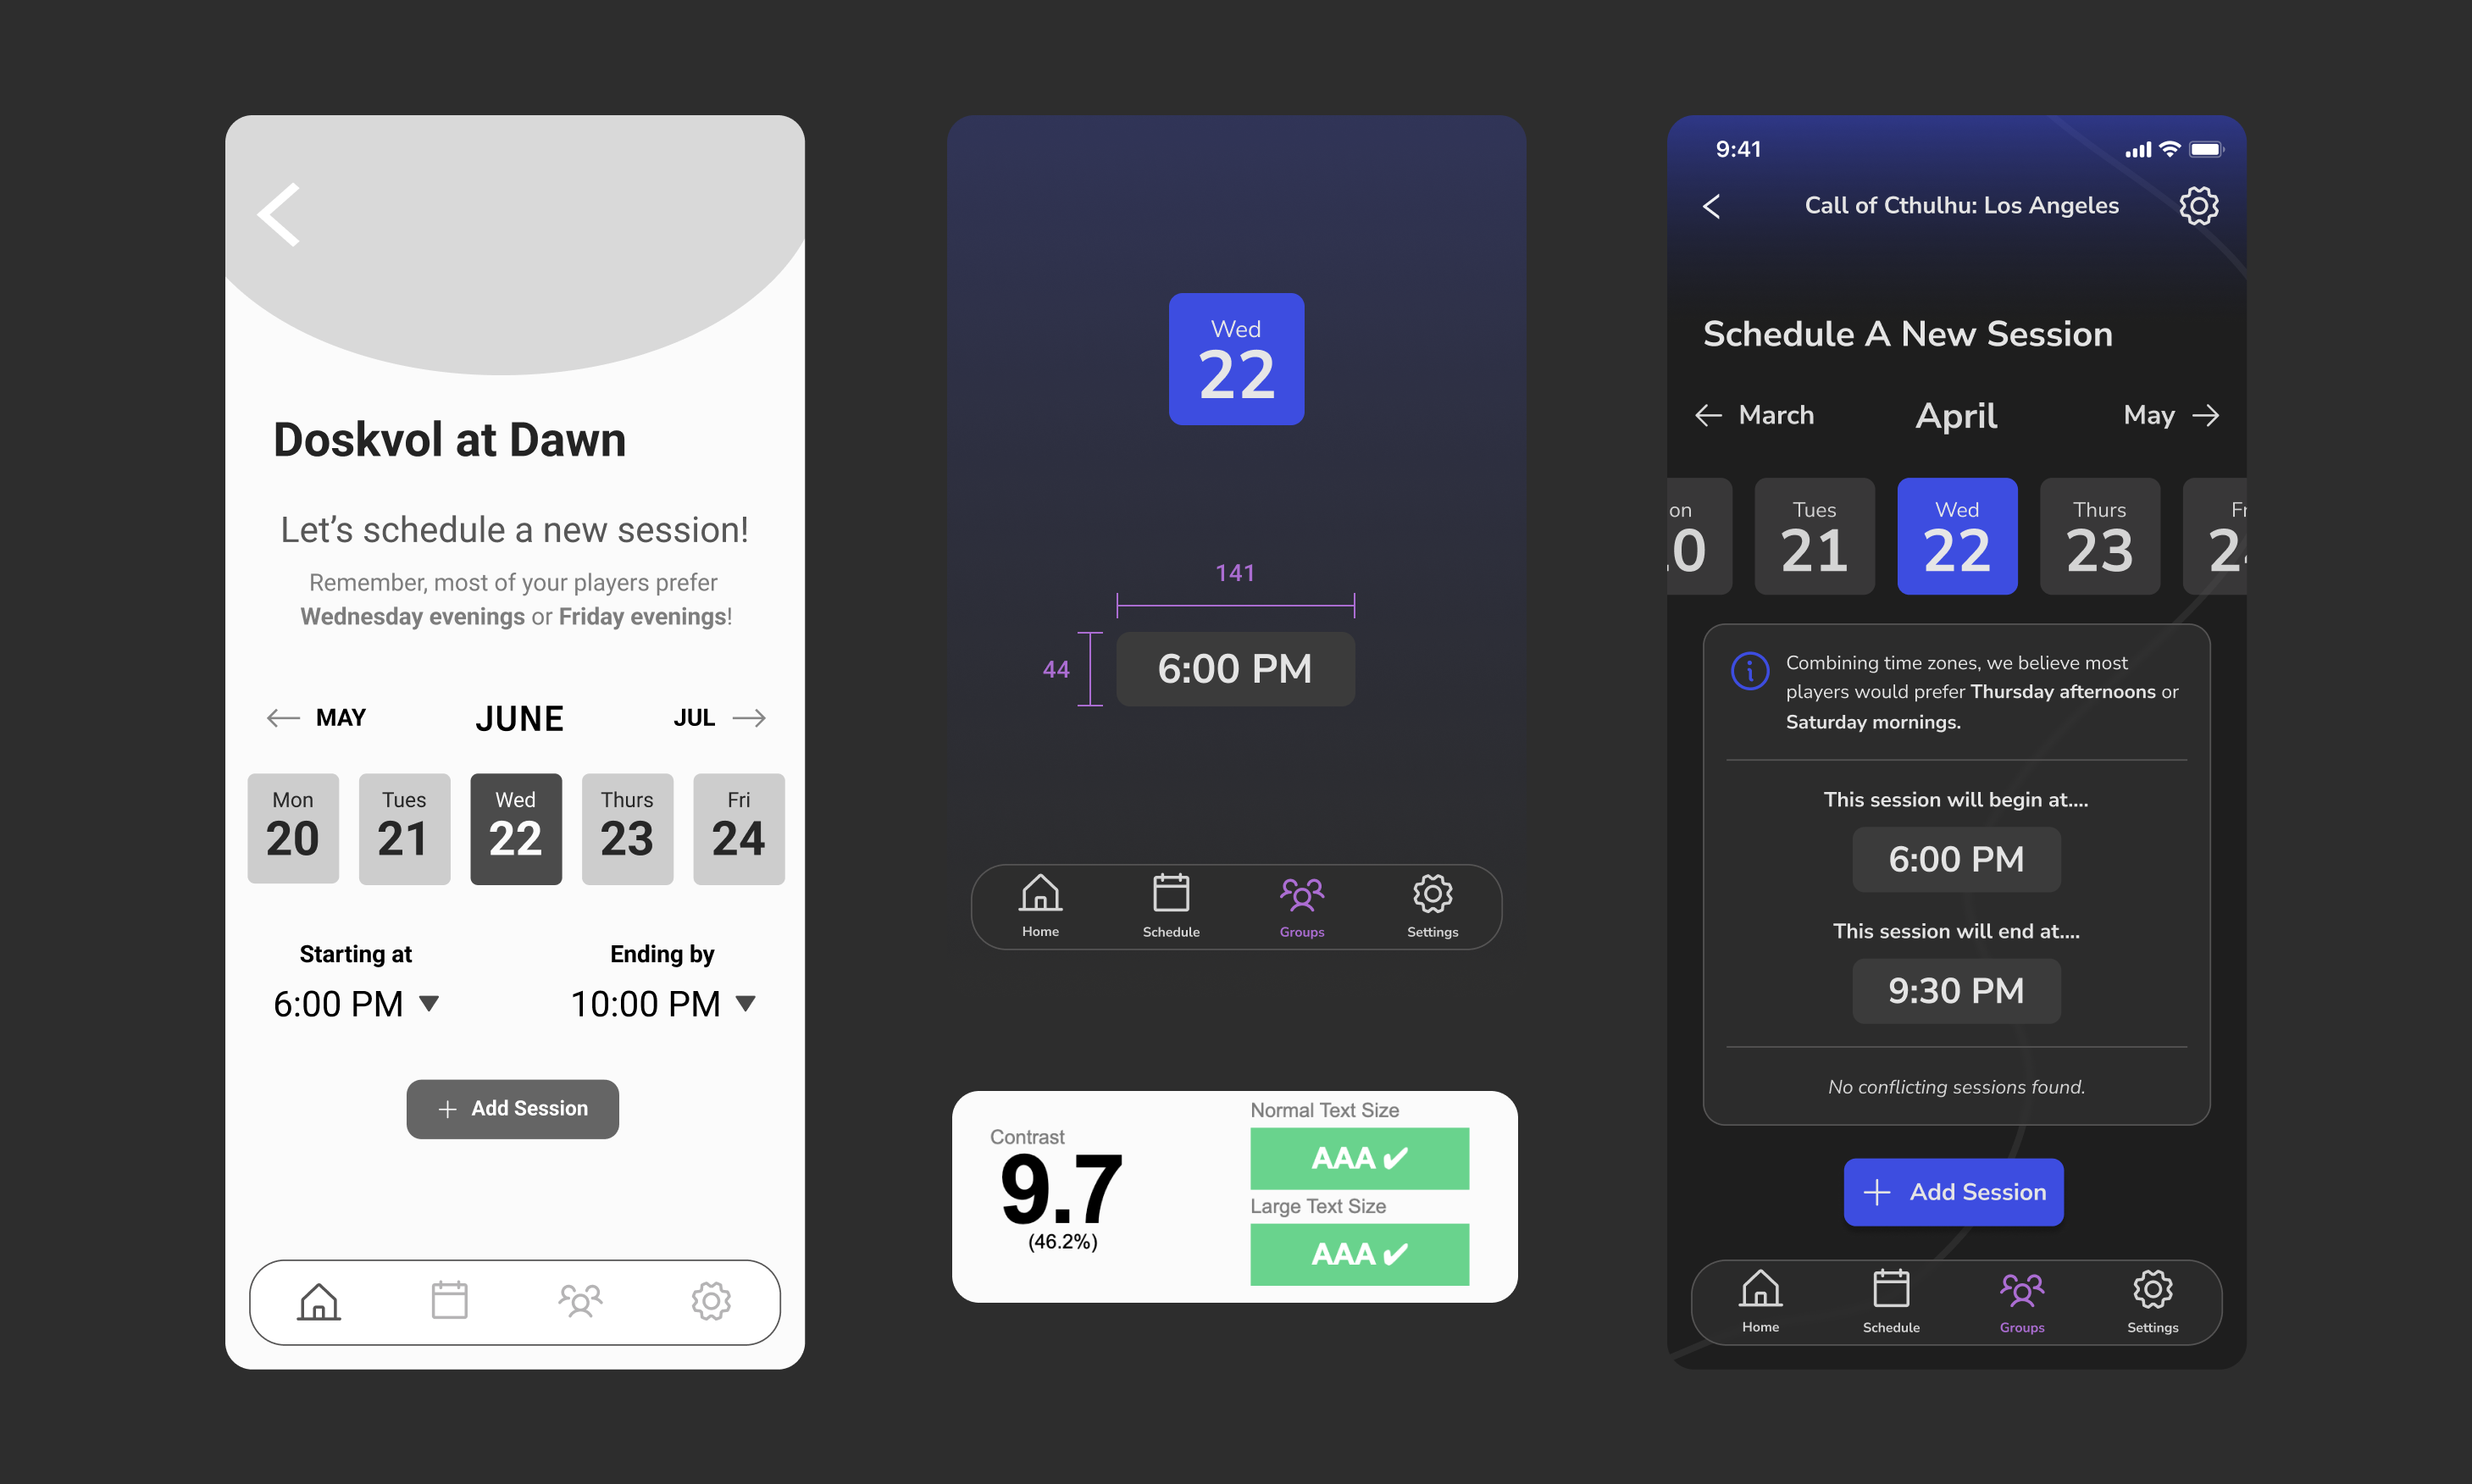 Doskvol at Dawn
Let's schedule a new session!
Remember, most of your players prefer
Wednesday evenings or Friday evenings!
MAY JUNE JUL
Mon Tues Wed Thurs Fri
20 21 22 23 24
Starting at Ending by
6:00 PM 10:00 PM
Add Session
Wed
22
141
44
6:00 PM
Home Schedule Groups Settings
Contrast
9.7
(46.2%)
Normal Text Size
AAA ✔
Large Text Size
AAA ✔
9:41
Call of Cthulhu: Los Angeles
Schedule A New Session
March April May
on Tues Wed Thurs Fr
0 21 22 23 2
Combining time zones, we believe most
players would prefer Thursday afternoons or
Saturday mornings.
This session will begin at....
6:00 PM
This session will end at....
9:30 PM
No conflicting sessions found.
Add Session
Home Schedule Groups Settings